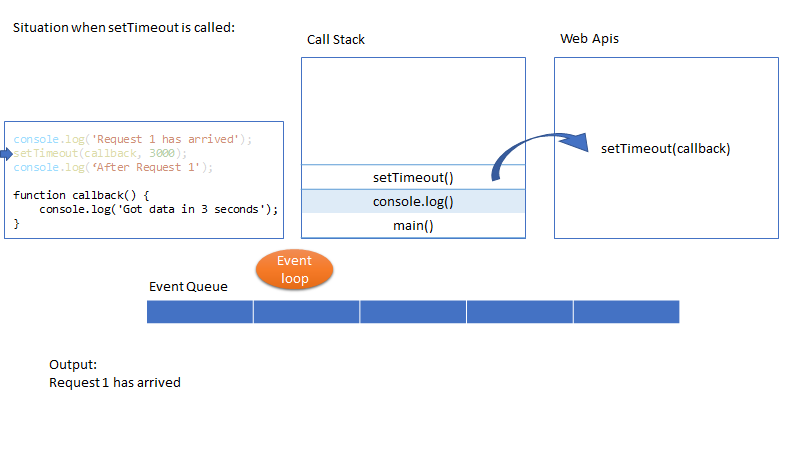 Situation when setTimeout is called:
Call Stack
Web Apis
console.log('Request 1 has arrived');
setTimeout(callback, 3000);
console.log(‘After Request 1');
function callback() {
console.log('Got data in 3 seconds');
}
setTimeout()
console.log()
main()
setTimeout(callback)
Event
loop
Event Queue
Output:
Request 1 has arrived